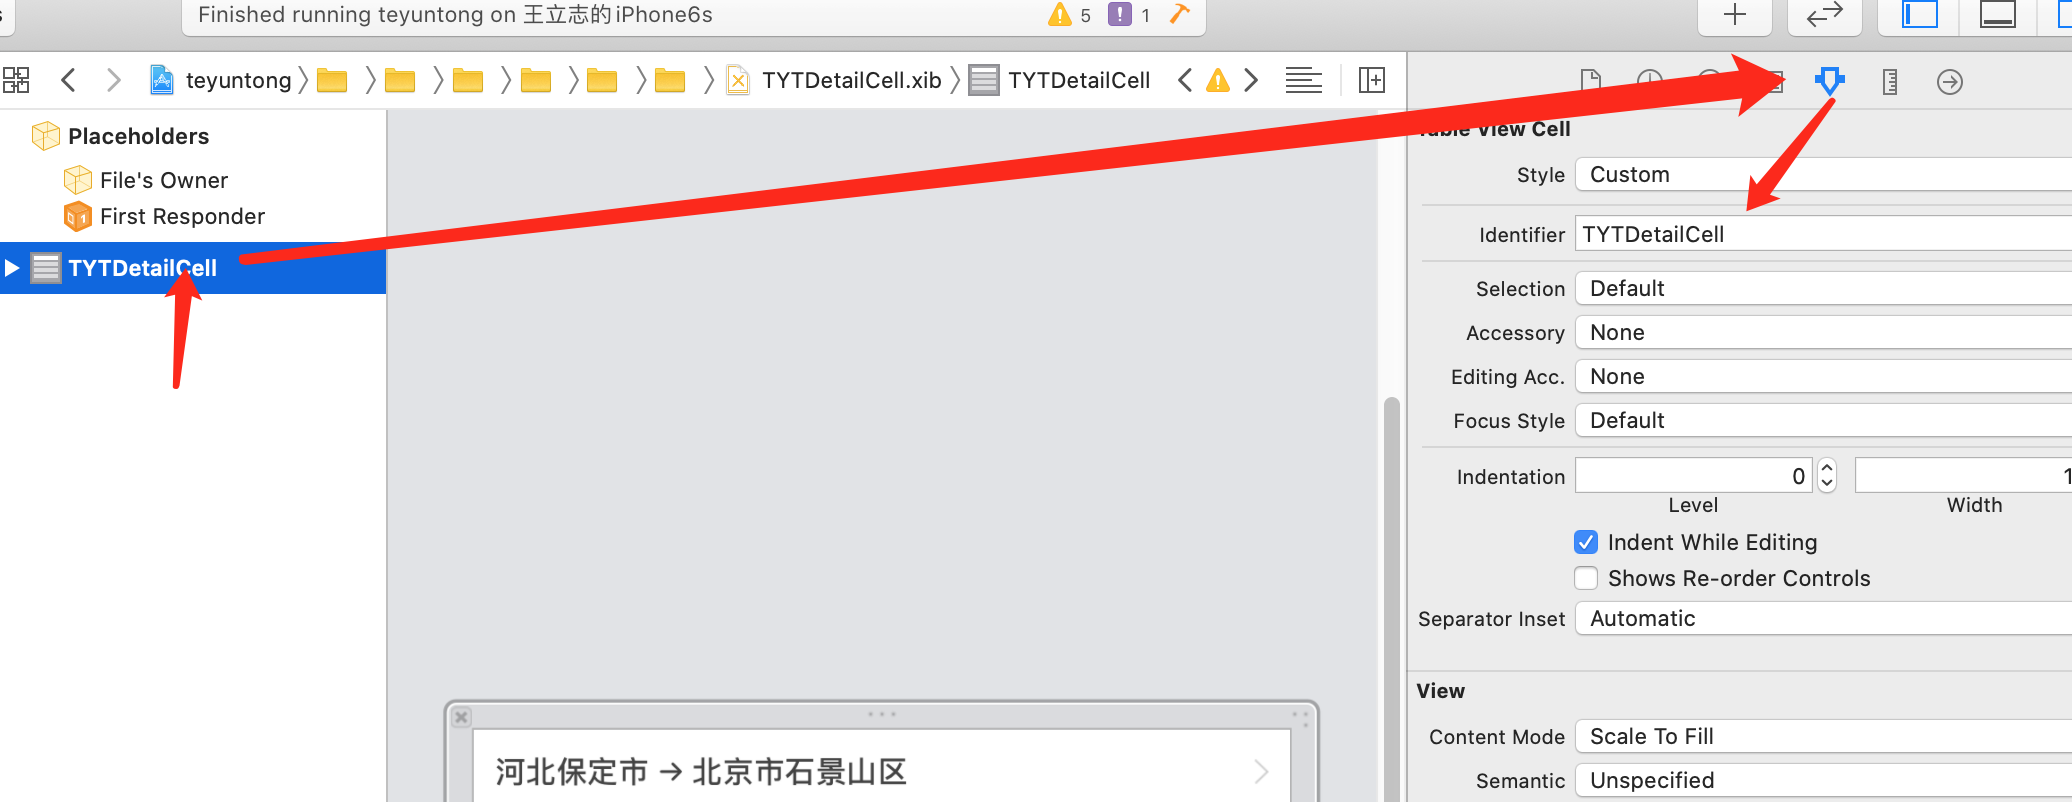 Finished running teyuntong on 王立志的iPhone6s
5
1
teyuntong
TYTDetailCell.xib
TYTDetailCell
Placeholders
File's Owner
First Responder
TYTDetailCell
河北保定市 → 北京市石景山区
Table View Cell
Style Custom
Identifier TYTDetailCell
Selection Default
Accessory None
Editing Acc. None
Focus Style Default
Indentation 0 1
Level Width
Indent While Editing
Shows Re-order Controls
Separator Inset Automatic
View
Content Mode Scale To Fill
Semantic Unspecified